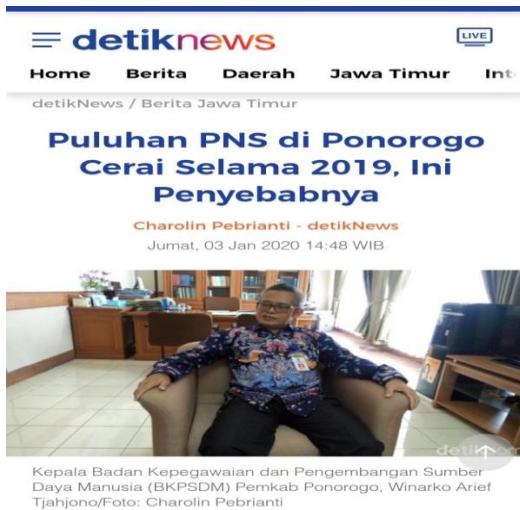 detiknews
LIVE
Home Berita Daerah Jawa Timur Int
detikNews / Berita Jawa Timur
Puluhan PNS di Ponorogo
Cerai Selama 2019, Ini
Penyebabnya
Charolin Pebrianti - detikNews
Jumat, 03 Jan 2020 14:48 WIB
Kepala Badan Kepegawaian dan Pengembangan Sumber
Daya Manusia (BKPSDM) Pemkab Ponorogo, Winarko Arief
Tjahjono/Foto: Charolin Pebrianti